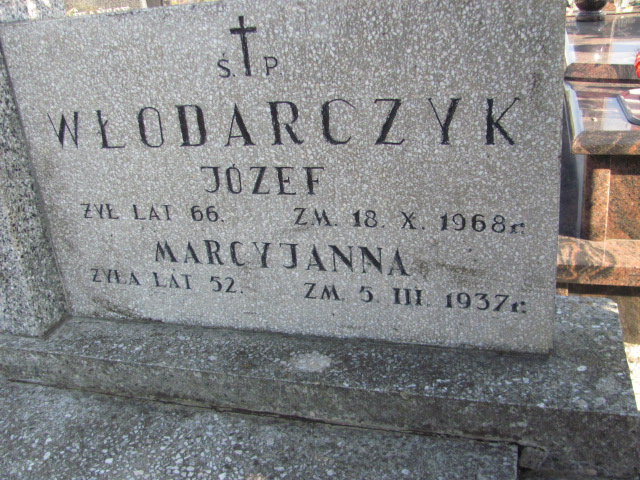 Ś. P
WŁODARCZYK
JÓZEF
ŻYŁ LAT 66. ZM. 18. X. 1968r.
MARCYJANNA
ŻYŁA LAT 52. ZM. 5. III. 1937r.